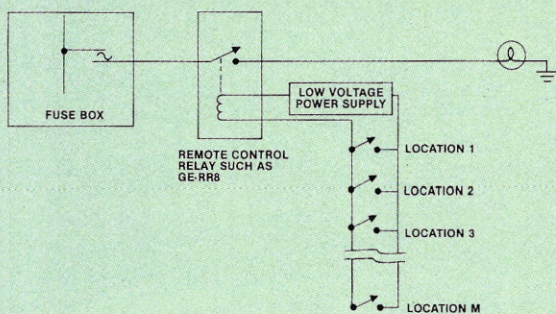 FUSE BOX
REMOTE CONTROL
RELAY SUCH AS
GE-RR8
LOW VOLTAGE
POWER SUPPLY
LOCATION 1
LOCATION 2
LOCATION 3
LOCATION M